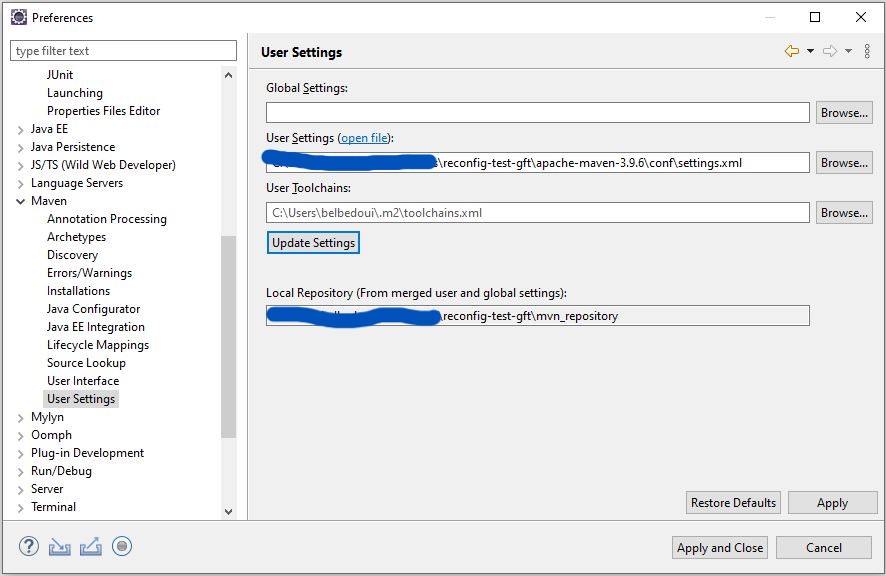 Preferences
type filter text
JUnit
Launching
Properties Files Editor
Java EE
Java Persistence
JS/TS (Wild Web Developer)
Language Servers
Maven
Annotation Processing
Archetypes
Discovery
Errors/Warnings
Installations
Java Configurator
Java EE Integration
Lifecycle Mappings
Source Lookup
User Interface
User Settings
Mylyn
Oomph
Plug-in Development
Run/Debug
Server
Terminal
User Settings
Global Settings:
Browse...
User Settings (open file):
\reconfig-test-gft\apache-maven-3.9.6\conf\settings.xml
Browse...
User Toolchains:
C:\Users\belbedoui\.m2\toolchains.xml
Browse...
Update Settings
Local Repository (From merged user and global settings):
\reconfig-test-gft\mvn_repository
Restore Defaults
Apply
?
Apply and Close
Cancel